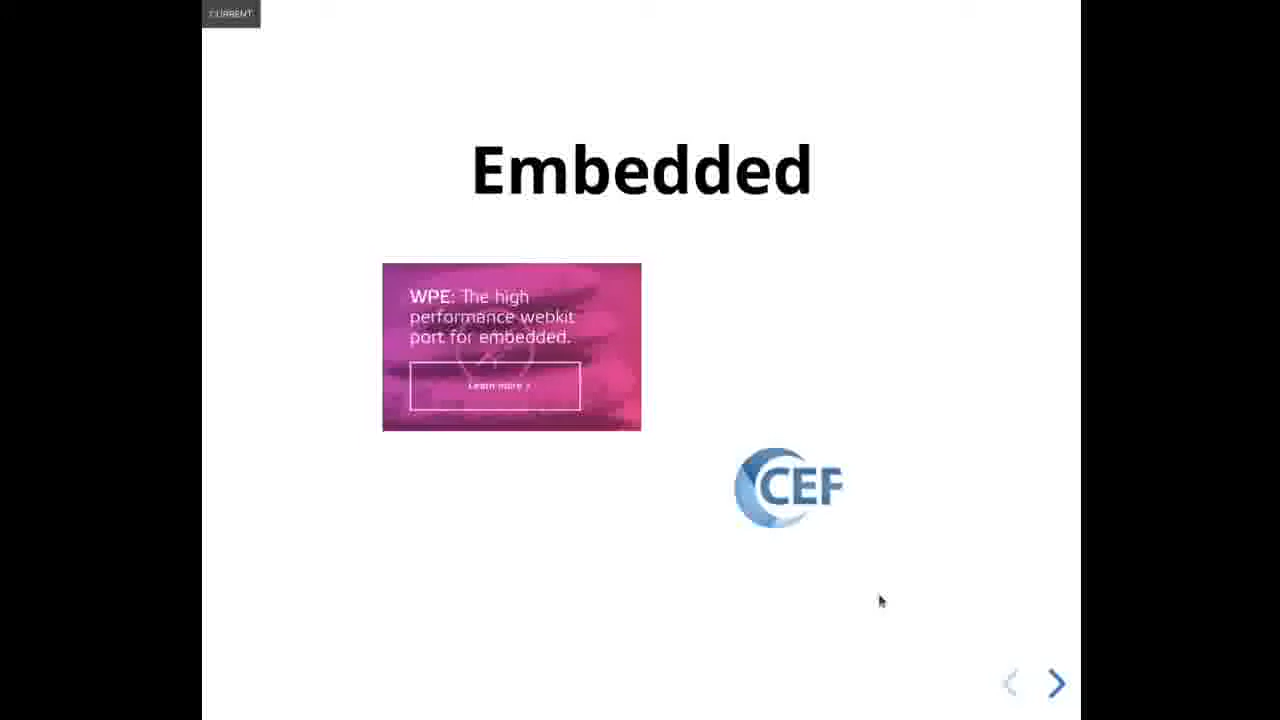 CURRENT
Embedded
WPE: The high
performance webkit
port for embedded.
Learn more >
CEF